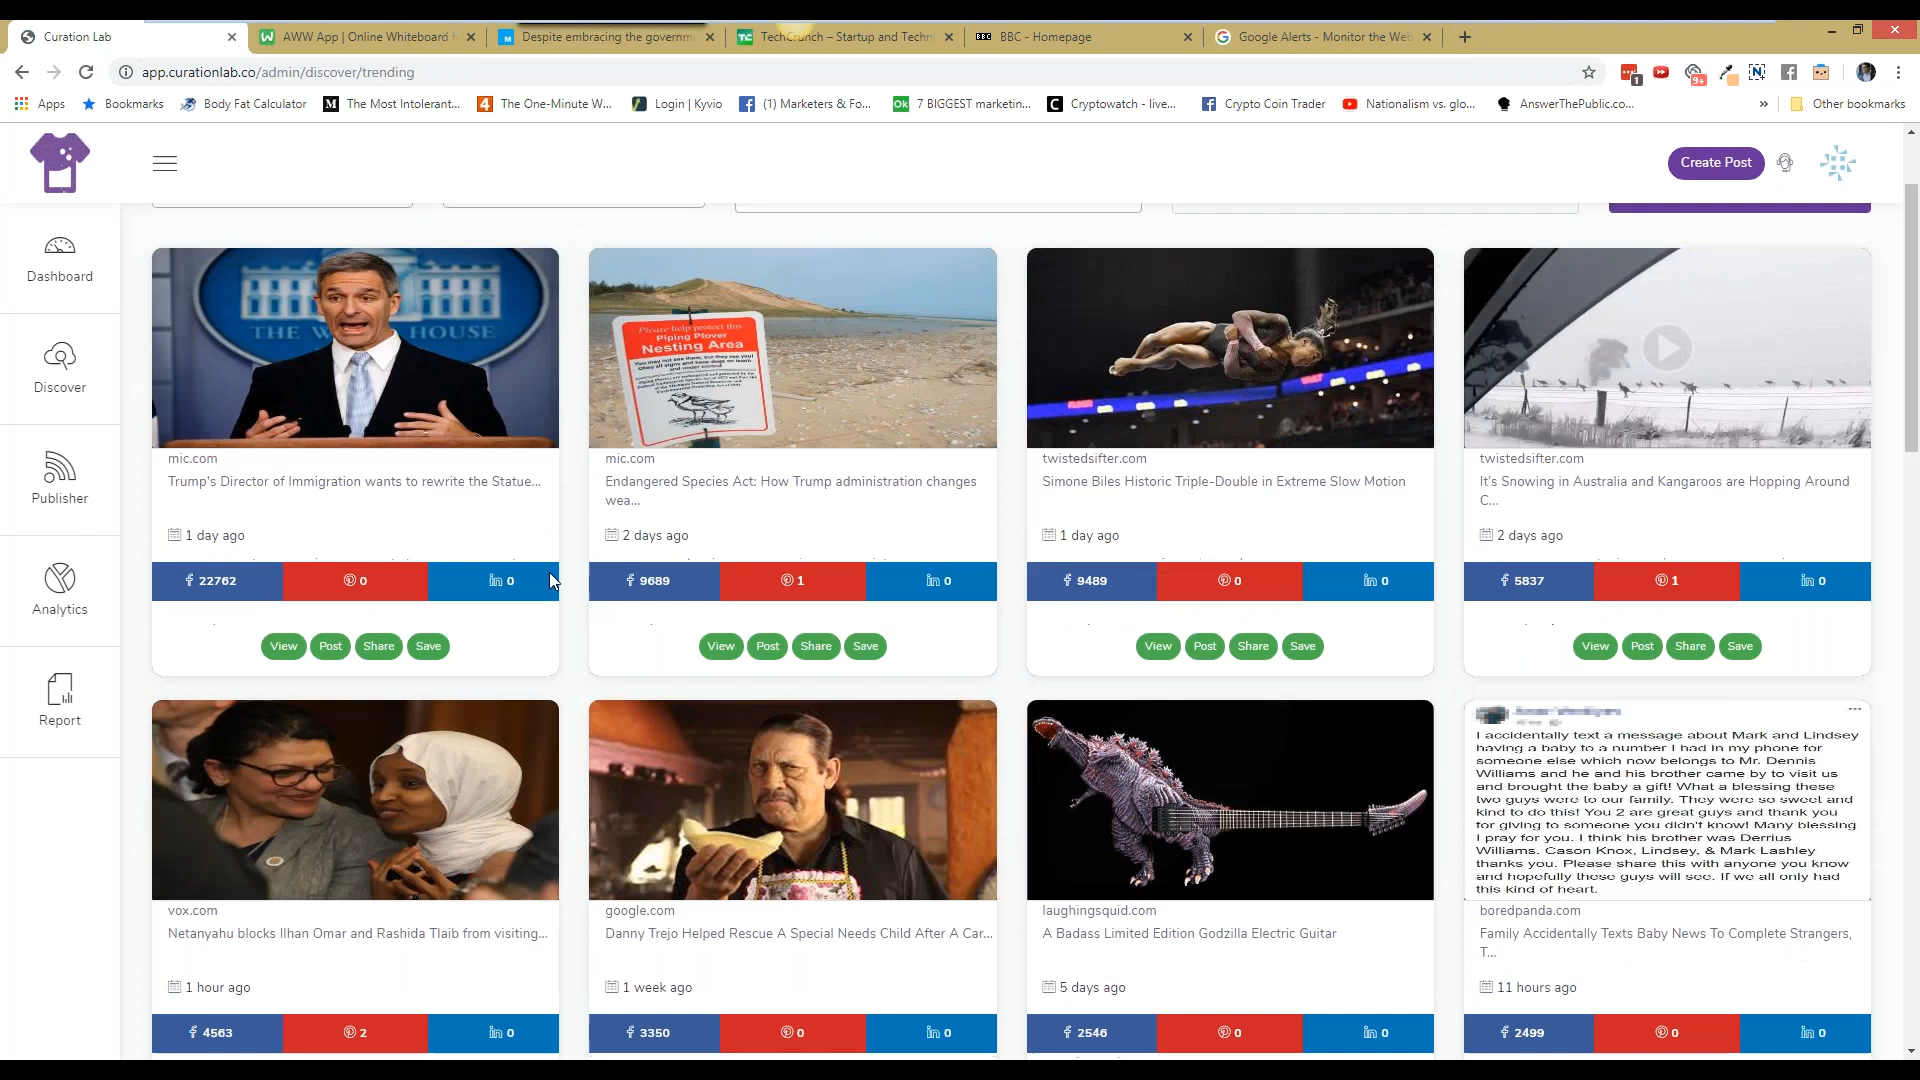 Curation Lab
AWW App | Online Whiteboard f
Despite embracing the governme
TechCrunch – Startup and Techn
BBC - Homepage
Google Alerts - Monitor the Web
app.curationlab.co/admin/discover/trending
1
9+
Apps
Bookmarks
Body Fat Calculator
The Most Intolerant...
The One-Minute W...
Login | Kyvio
(1) Marketers & Fo...
7 BIGGEST marketin...
Cryptowatch - live...
Crypto Coin Trader
Nationalism vs. glo...
AnswerThePublic.co...
»
Other bookmarks
Create Post
Dashboard
Discover
Publisher
Analytics
Report
THE W HOUSE
mic.com
Trump's Director of Immigration wants to rewrite the Statue...
1 day ago
22762
0
0
View
Post
Share
Save
Please help protect this
Piping Plover
Nesting Area
mic.com
Endangered Species Act: How Trump administration changes
wea...
2 days ago
9689
1
0
View
Post
Share
Save
twistedsifter.com
Simone Biles Historic Triple-Double in Extreme Slow Motion
1 day ago
9489
0
0
View
Post
Share
Save
twistedsifter.com
It's Snowing in Australia and Kangaroos are Hopping Around
C...
2 days ago
5837
1
0
View
Post
Share
Save
vox.com
Netanyahu blocks Ilhan Omar and Rashida Tlaib from visiting...
1 hour ago
4563
2
0
google.com
Danny Trejo Helped Rescue A Special Needs Child After A Car...
1 week ago
3350
0
0
laughingsquid.com
A Badass Limited Edition Godzilla Electric Guitar
5 days ago
2546
0
0
I accidentally text a message about Mark and Lindsey
having a baby to a number I had in my phone for
someone else which now belongs to Mr. Dennis
Williams and he and his brother came by to visit us
and brought the baby a gift! What a blessing these
two guys were to our family. They were so sweet and
kind to do this! You 2 are great guys and thank you
for giving to someone you didn't know! Many blessing
I pray for you. I think his brother was Derrius
Williams. Cason Knox, Lindsey, & Mark Lashley
thanks you. Please share this with anyone you know
and hopefully these guys will see. If we all only had
this kind of heart.
boredpanda.com
Family Accidentally Texts Baby News To Complete Strangers,
T...
11 hours ago
2499
0
0